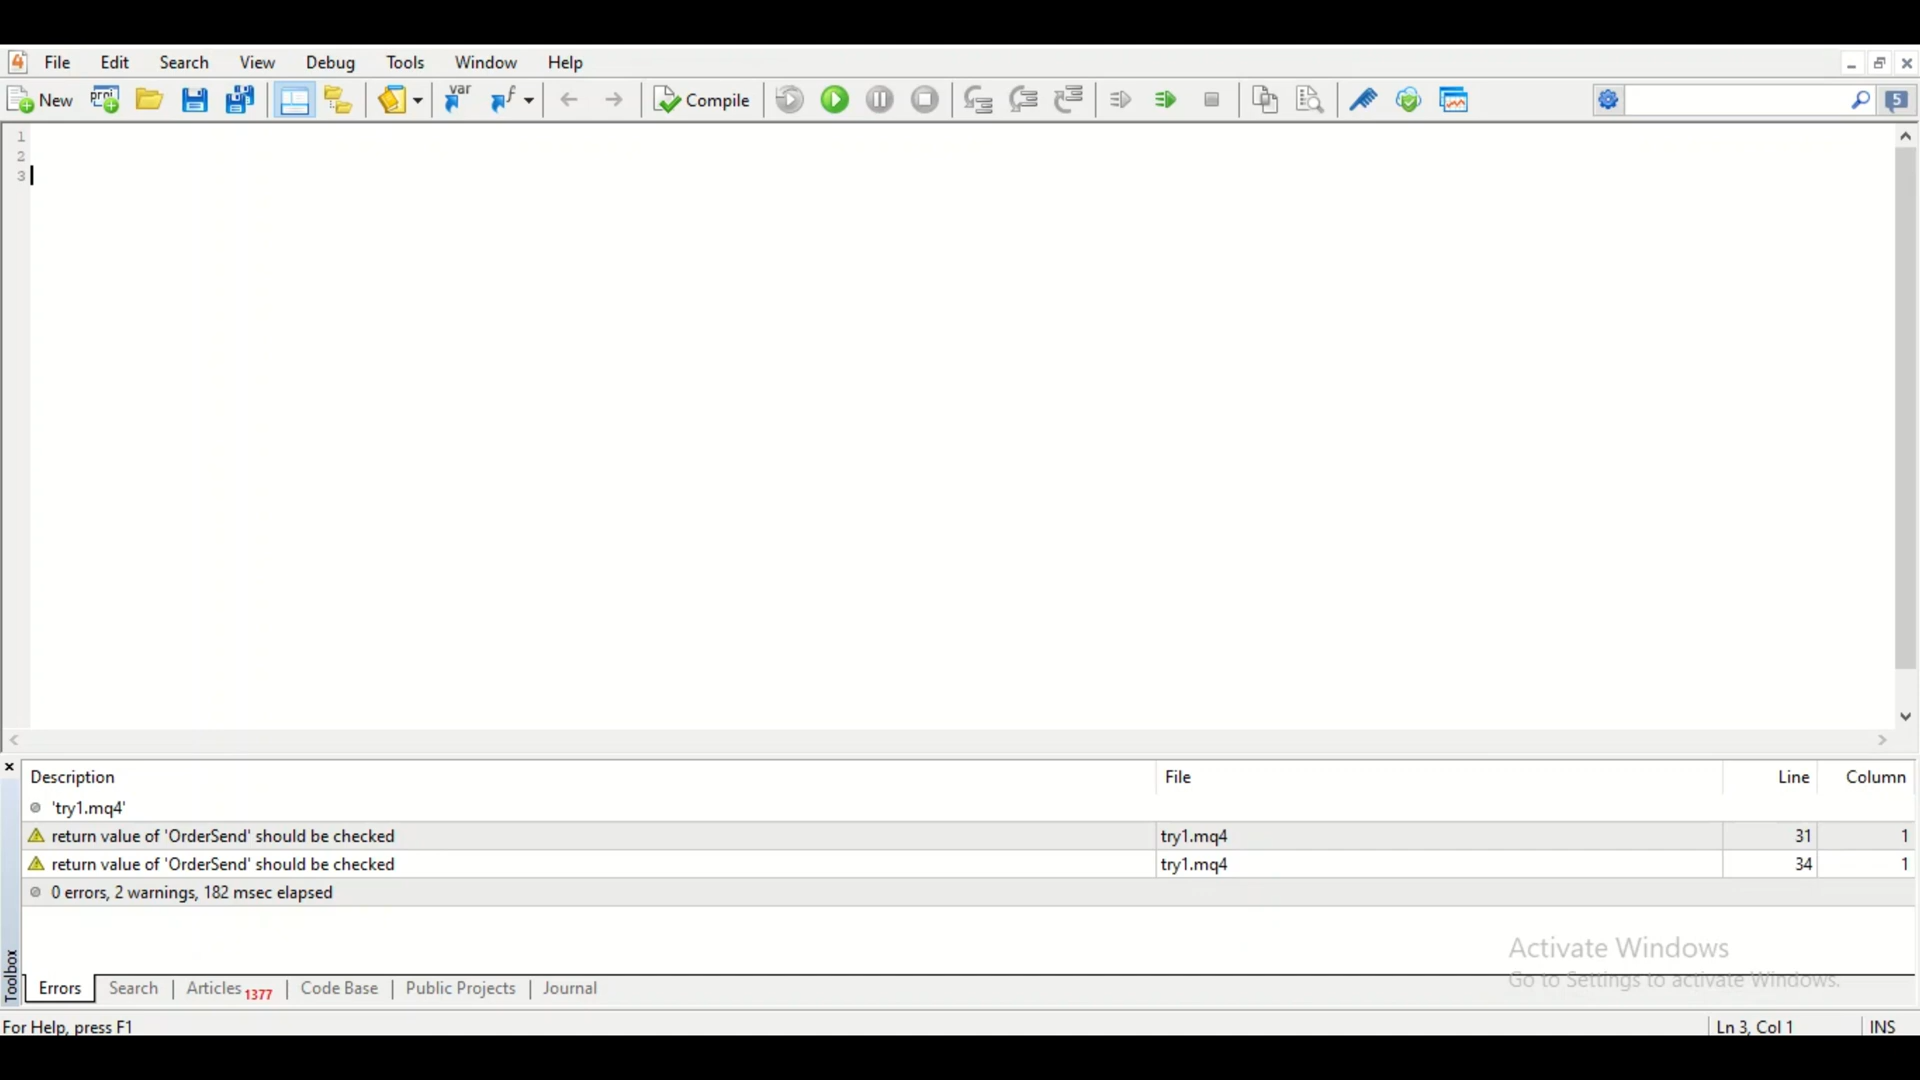 File Edit Search View Debug Tools Window Help
New Compile 5
1
2
3
Description File Line Column
'try1.mq4'
return value of 'OrderSend' should be checked try1.mq4 31 1
return value of 'OrderSend' should be checked try1.mq4 34 1
0 errors, 2 warnings, 182 msec elapsed
Activate Windows
Go to Settings to activate Windows.
Toolbox
Errors Search Articles 1377 Code Base Public Projects Journal
For Help, press F1 Ln 3, Col 1 INS